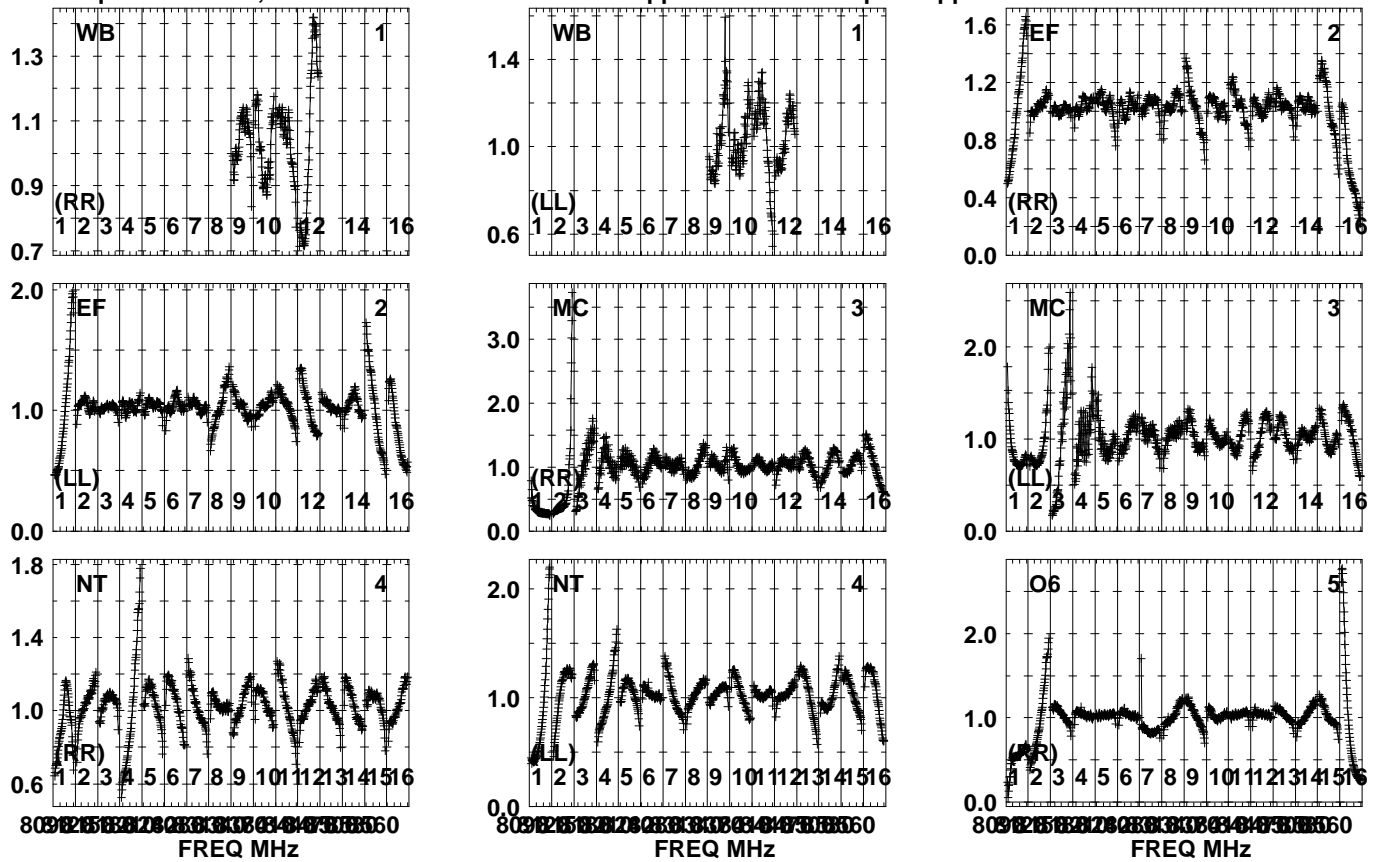 WB 1
1.3
1.1
0.9
0.7
(RR)
1 2 3 4 5 6 7 8 9 10 12 14 16
WB 1
1.4
1.0
0.6
(LL)
1 2 3 4 5 6 7 8 9 10 12 14 16
EF 2
1.6
1.2
0.8
0.4
0.0
(RR)
1 2 3 4 5 6 7 8 9 10 12 14 16
EF 2
2.0
1.0
0.0
(LL)
1 2 3 4 5 6 7 8 9 10 12 14 16
MC 3
3.0
2.0
1.0
0.0
(RR)
1 2 3 4 5 6 7 8 9 10 12 14 16
MC 3
2.0
1.0
0.0
(LL)
1 2 3 4 5 6 7 8 9 10 12 14 16
NT 4
1.8
1.4
1.0
0.6
(RR)
1 2 3 4 5 6 7 8 9 10 11 12 13 15 16
FREQ MHz
NT 4
2.0
1.0
0.0
(LL)
1 2 3 4 5 6 7 8 9 10 11 12 13 14 15 16
FREQ MHz
O6 5
2.0
1.0
0.0
(RR)
1 2 3 4 5 6 7 8 9 10 11 12 13 14 15 16
FREQ MHz